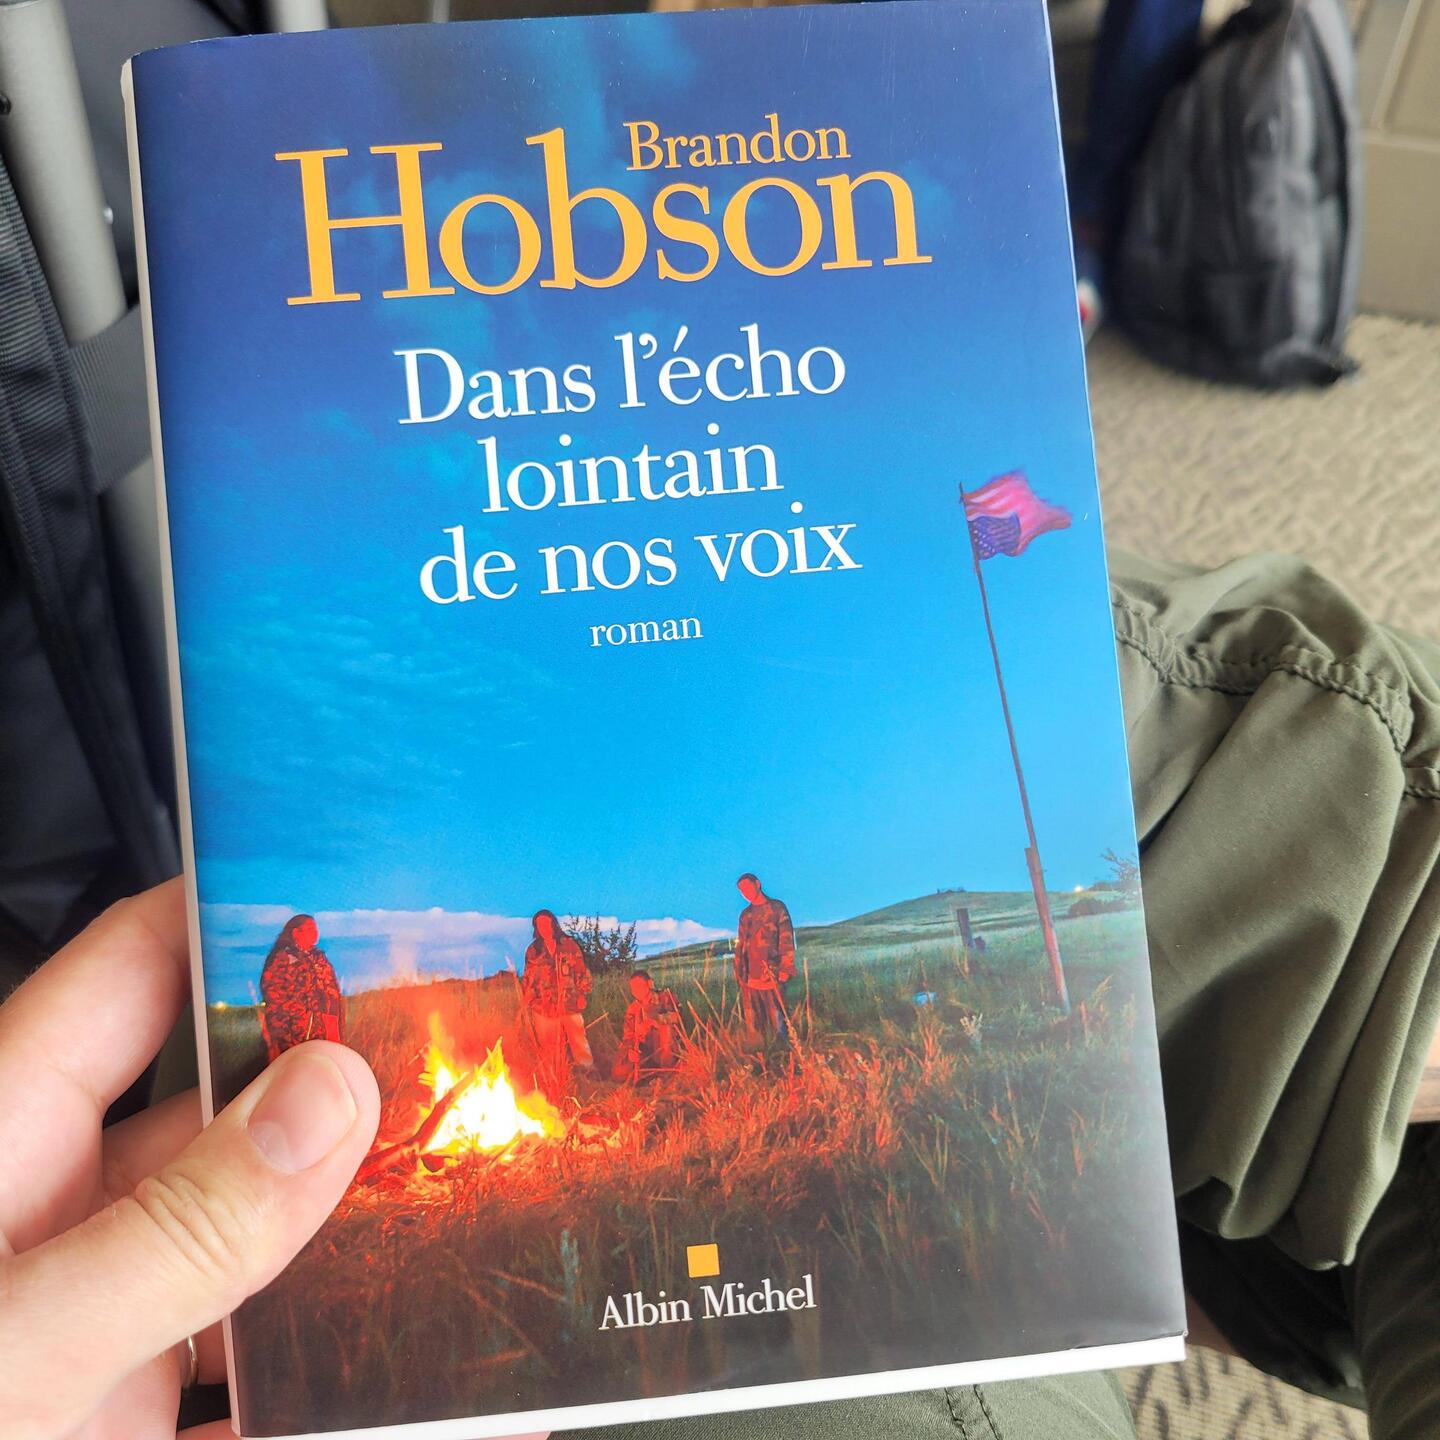 Brandon
Hobson
Dans l'écho
lointain
de nos voix
roman
Albin Michel